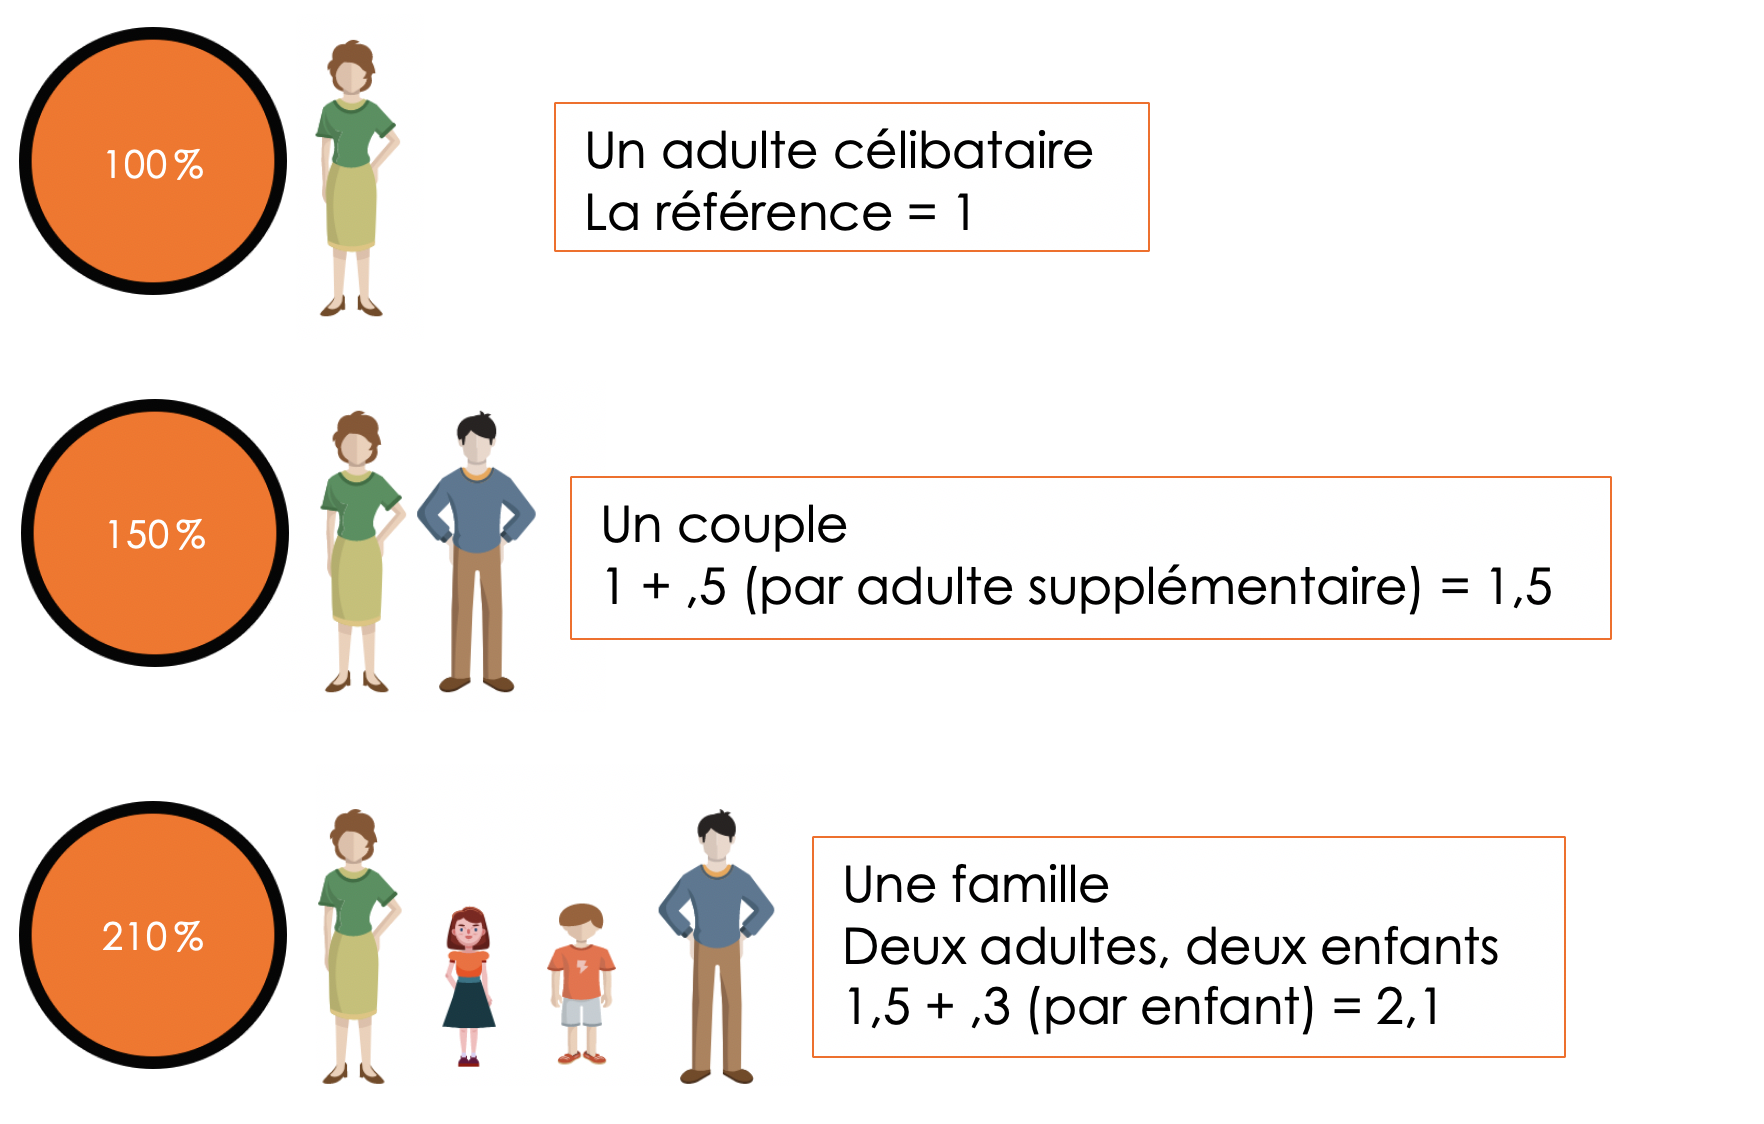 100 %
Un adulte célibataire
La référence = 1
150 %
Un couple
1 + ,5 (par adulte supplémentaire) = 1,5
210 %
Une famille
Deux adultes, deux enfants
1,5 + ,3 (par enfant) = 2,1